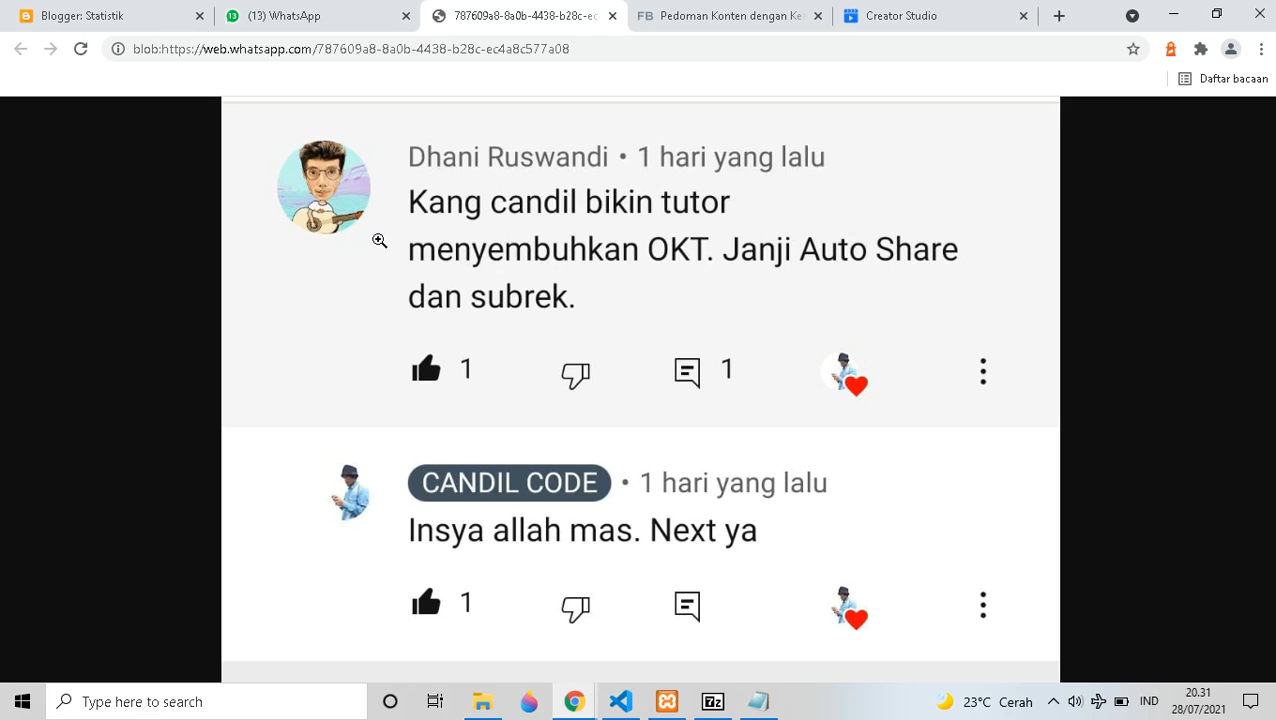 Blogger: Statistik
(13) WhatsApp
787609a8-8a0b-4438-b28c-ec
FB Pedoman Konten dengan Ke
Creator Studio
blob:https://web.whatsapp.com/787609a8-8a0b-4438-b28c-ec4a8c577a08
Daftar bacaan
Dhani Ruswandi • 1 hari yang lalu
Kang candil bikin tutor
menyembuhkan OKT. Janji Auto Share
dan subrek.
1 1
CANDIL CODE • 1 hari yang lalu
Insya allah mas. Next ya
1
Type here to search
7z
23°C Cerah
IND
20.31
28/07/2021